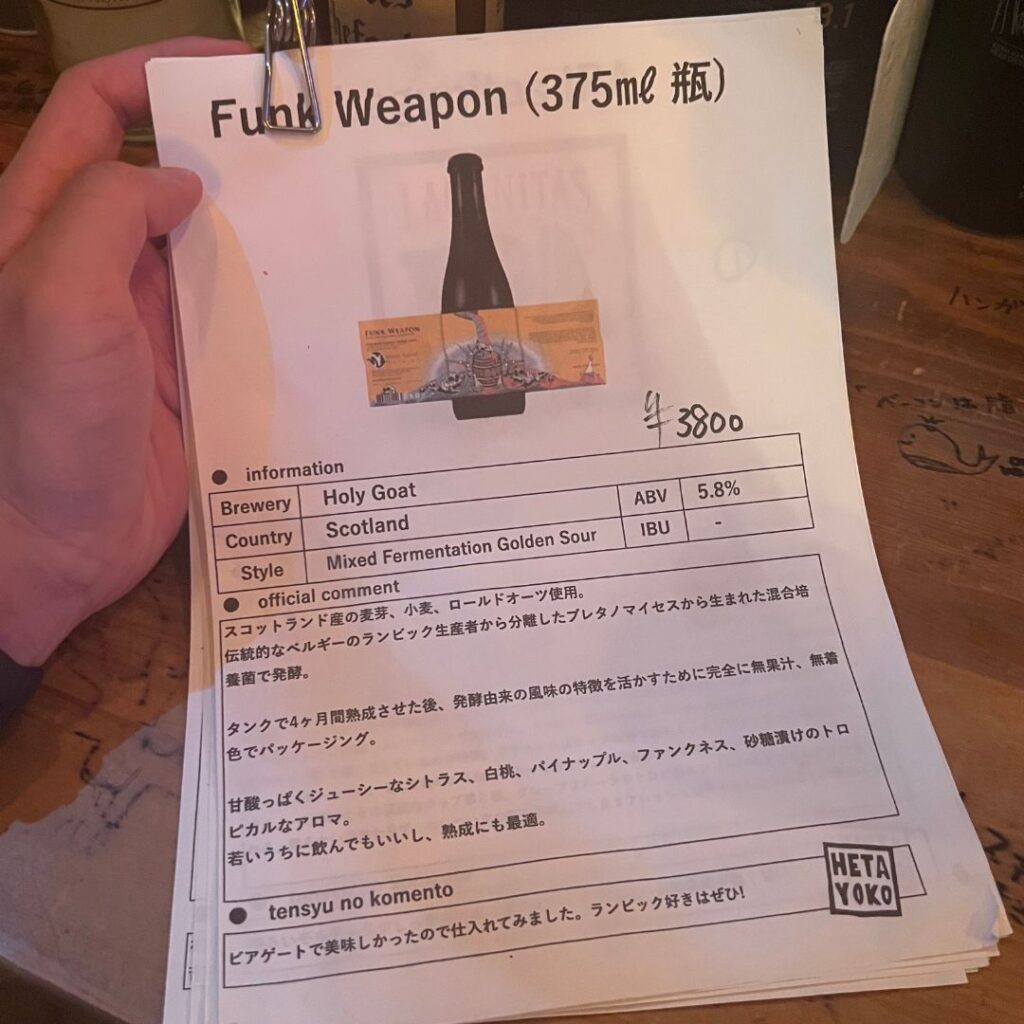 Funk Weapon (375mℓ 瓶)
FUNK WEAPON
¥3800
● information
Brewery Holy Goat
Country Scotland ABV 5.8%
Style Mixed Fermentation Golden Sour IBU -
● official comment
スコットランド産の麦芽、小麦、ロールドオーツ使用。
伝統的なベルギーのランビック生産者から分離したブレタノマイセスから生まれた混合培
養菌で発酵。
タンクで4ヶ月間熟成させた後、発酵由来の風味の特徴を活かすために完全に無果汁、無着
色でパッケージング。
甘酸っぱくジューシーなシトラス、白桃、パイナップル、ファンクネス、砂糖漬けのトロ
ピカルなアロマ。
若いうちに飲んでもいいし、熟成にも最適。
● tensyu no komento
ビアゲートで美味しかったので仕入れてみました。ランビック好きはぜひ!
HETA
YOKO
ハンガ